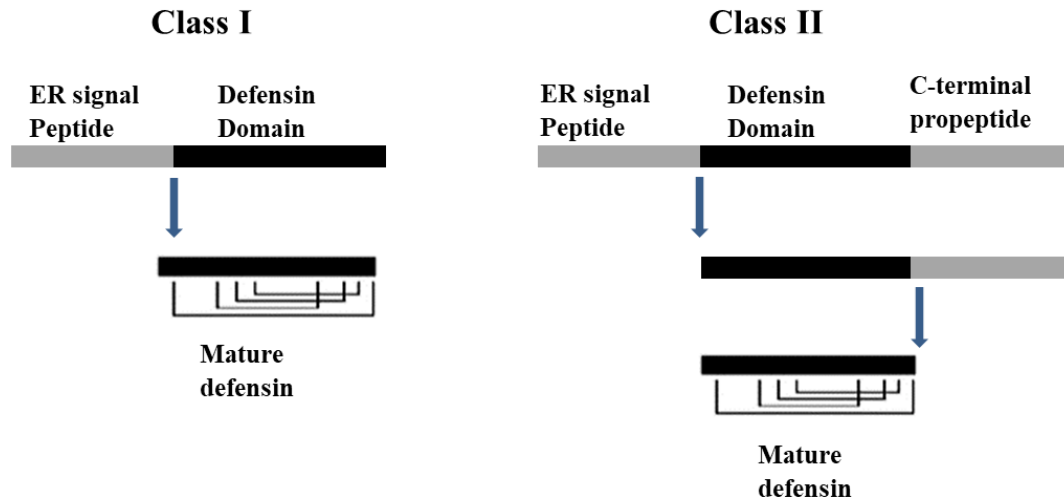 Class I
ER signal
Peptide
Defensin
Domain
Mature
defensin
Class II
ER signal
Peptide
Defensin
Domain
C-terminal
propeptide
Mature
defensin